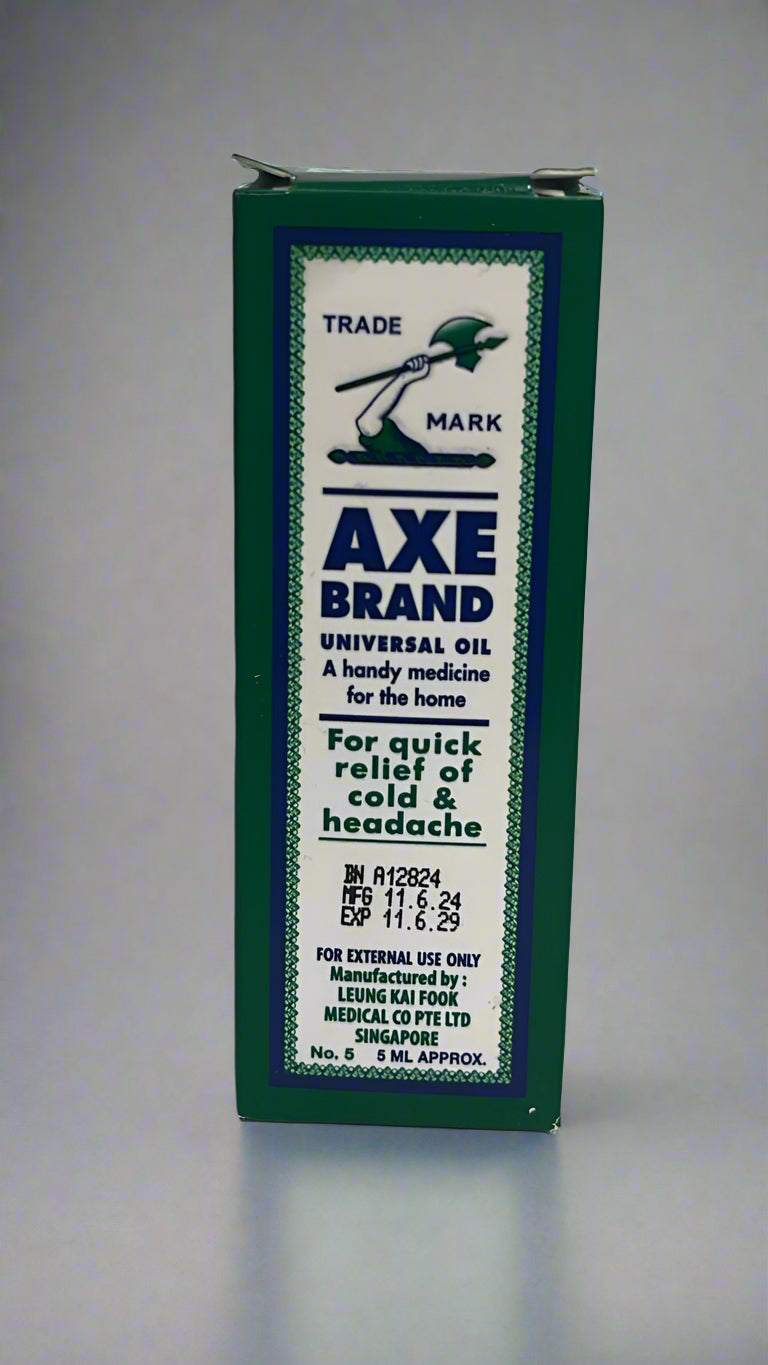 TRADE
MARK
AXE
BRAND
UNIVERSAL OIL
A handy medicine
for the home
For quick
relief of
cold &
headache
BN A12824
MFG 11.6.24
EXP 11.6.29
FOR EXTERNAL USE ONLY
Manufactured by :
LEUNG KAI FOOK
MEDICAL CO PTE LTD
SINGAPORE
No. 5 5 ML APPROX.